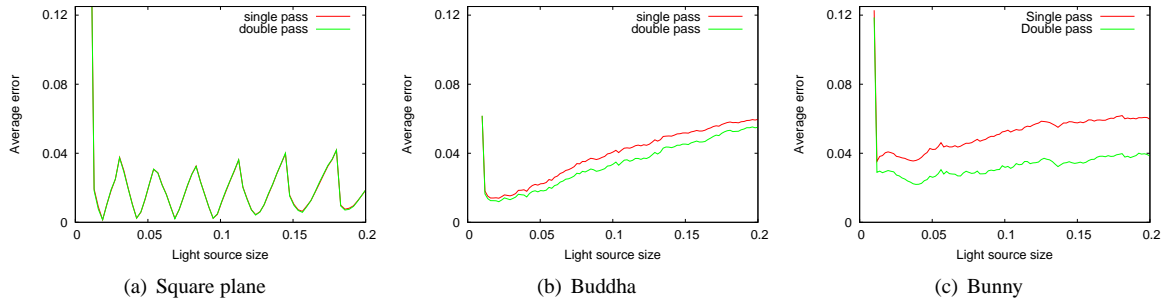 single pass
double pass
0.12
0.08
0.04
0
Average error
0 0.05 0.1 0.15 0.2
Light source size
(a) Square plane
single pass
double pass
0.12
0.08
0.04
0
Average error
0 0.05 0.1 0.15 0.2
Light source size
(b) Buddha
Single pass
Double pass
0.12
0.08
0.04
0
Average error
0 0.05 0.1 0.15 0.2
Light source size
(c) Bunny